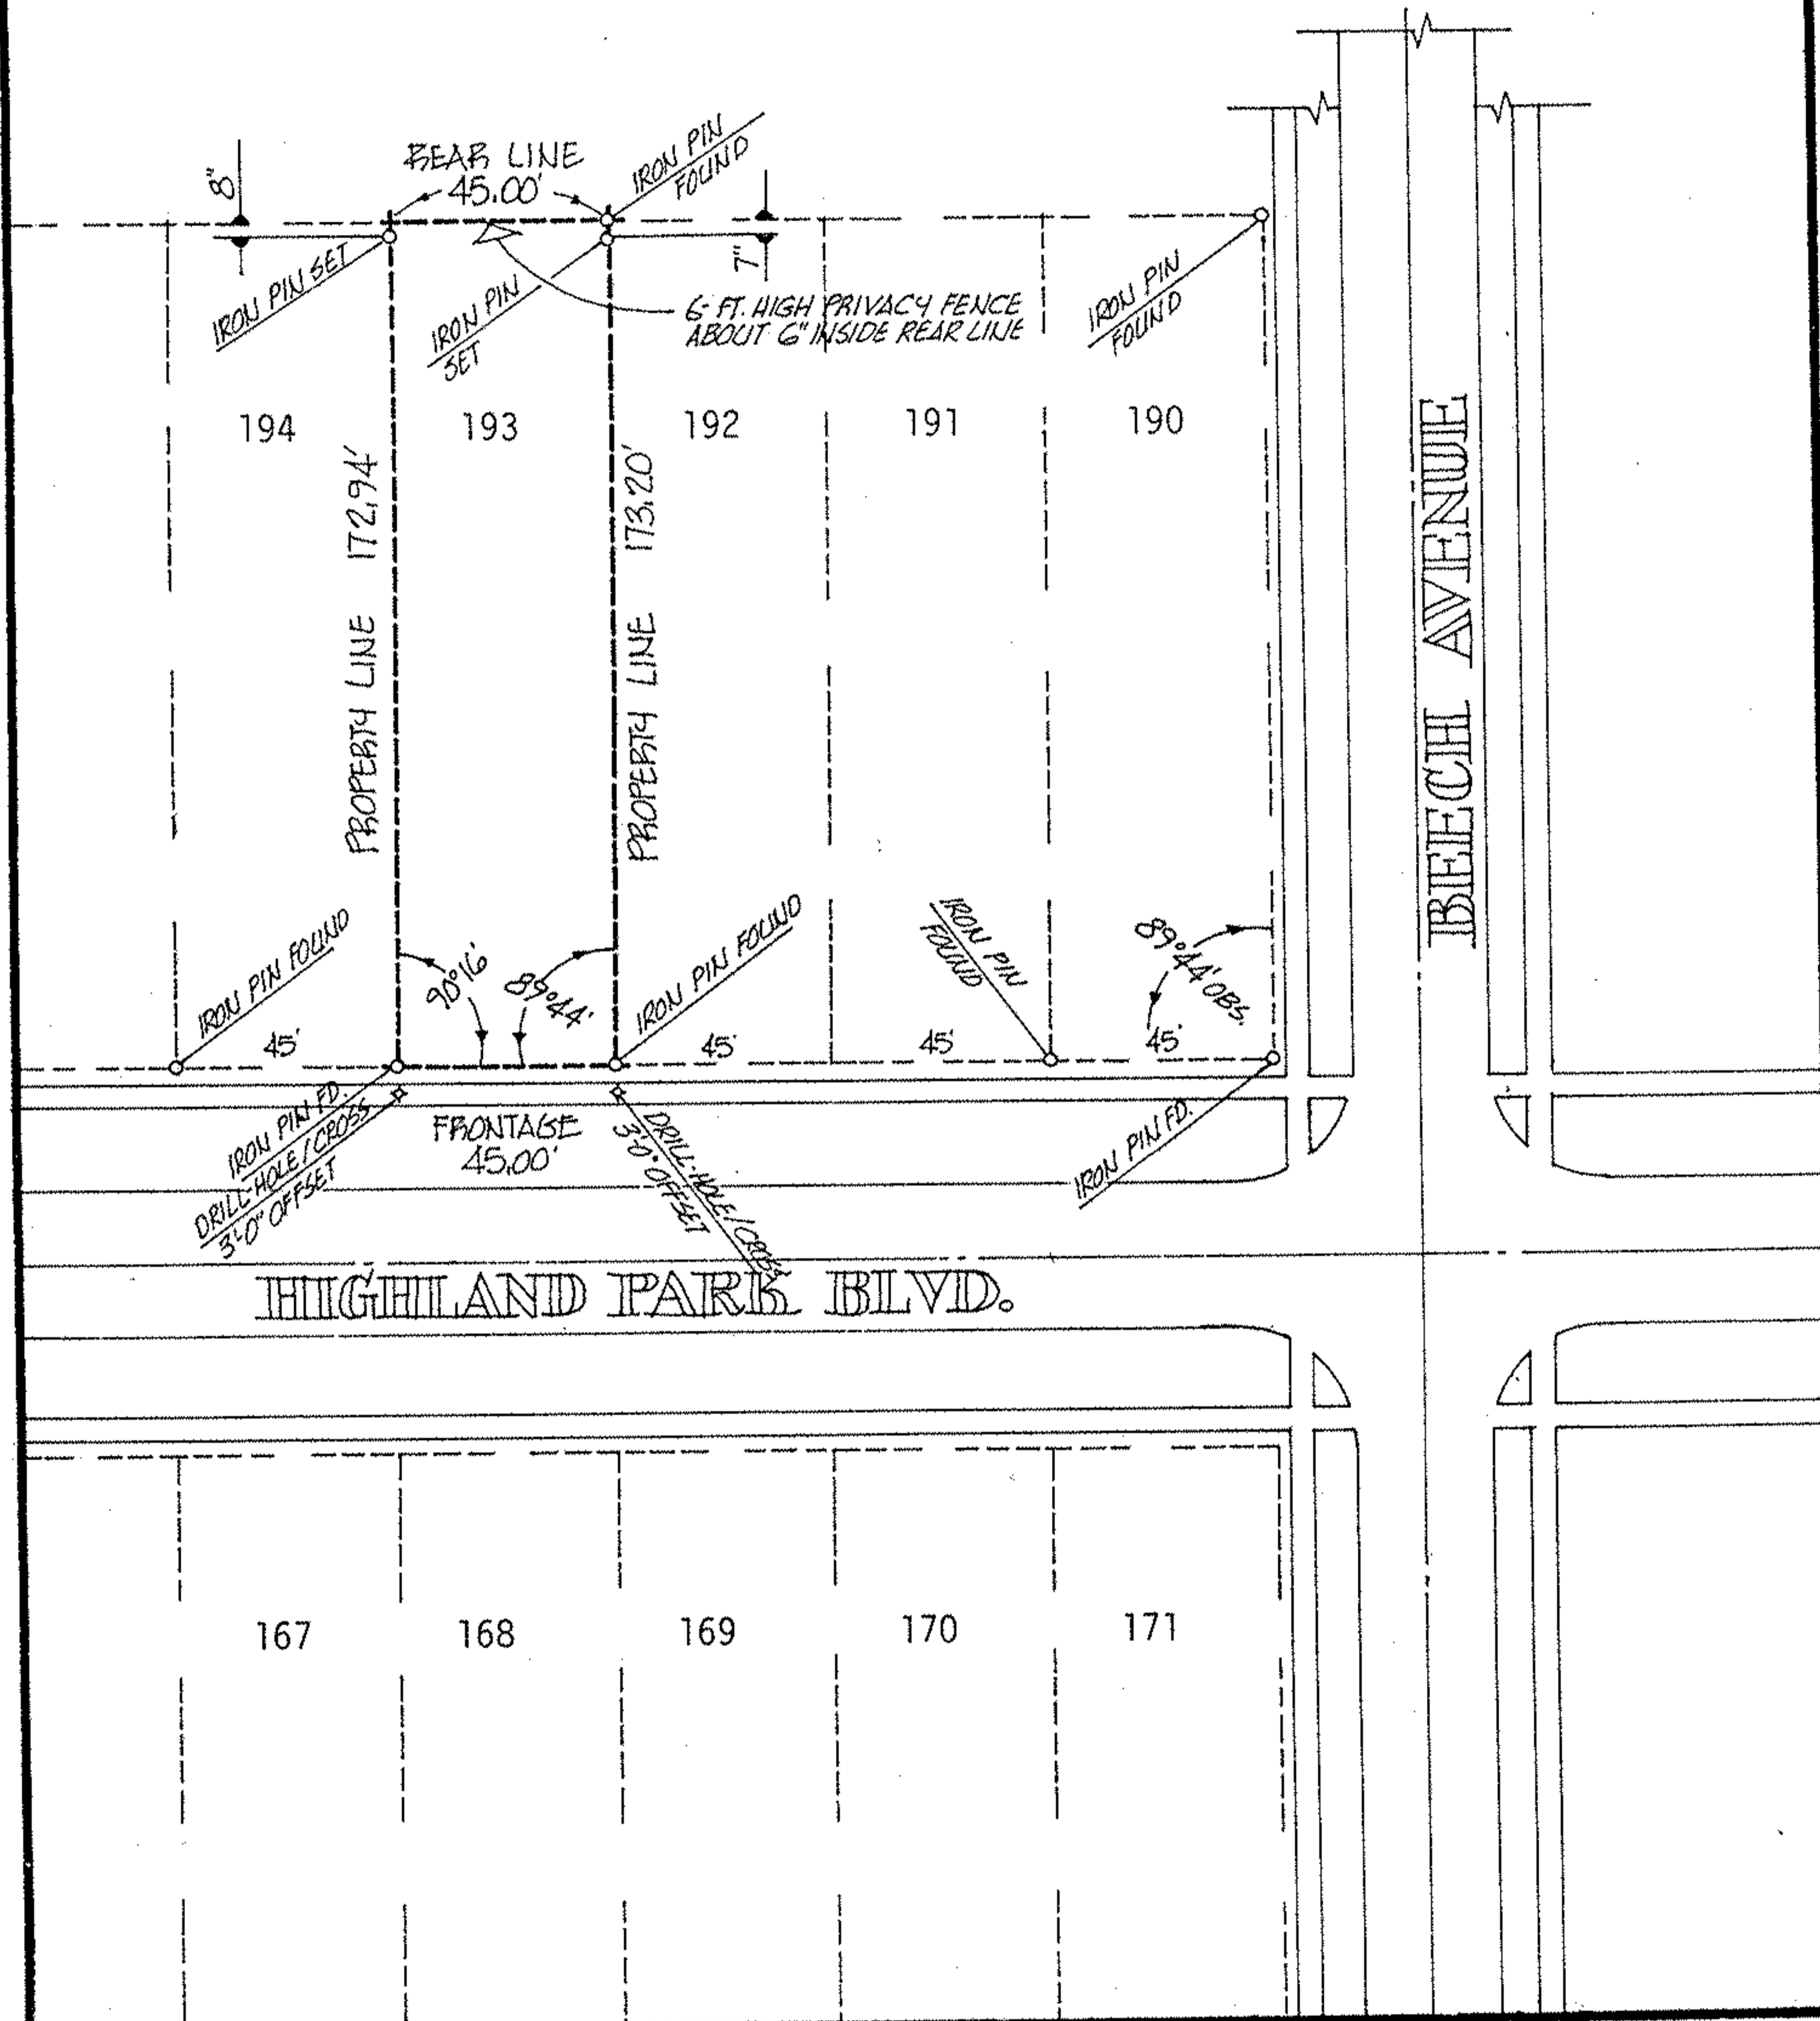 REAR LINE
45.00'
IRON PIN
FOUND
8"
7"
IRON PIN SET
IRON PIN
SET
6 FT. HIGH PRIVACY FENCE
ABOUT 6" INSIDE REAR LINE
IRON PIN
FOUND
194
193
192
191
190
PROPERTY LINE 172.94'
PROPERTY LINE 173.20'
BEECH AVENUE
IRON PIN FOUND
90°16'
89°44'
IRON PIN FOUND
IRON PIN
FOUND
89°44' OBS.
45'
45'
45'
45'
IRON PIN FD.
DRILL-HOLE/CROSS
3'-0" OFFSET
FRONTAGE
45.00'
DRILL-HOLE/CROSS
3'-0" OFFSET
IRON PIN FD.
HIGHLAND PARK BLVD.
167
168
169
170
171